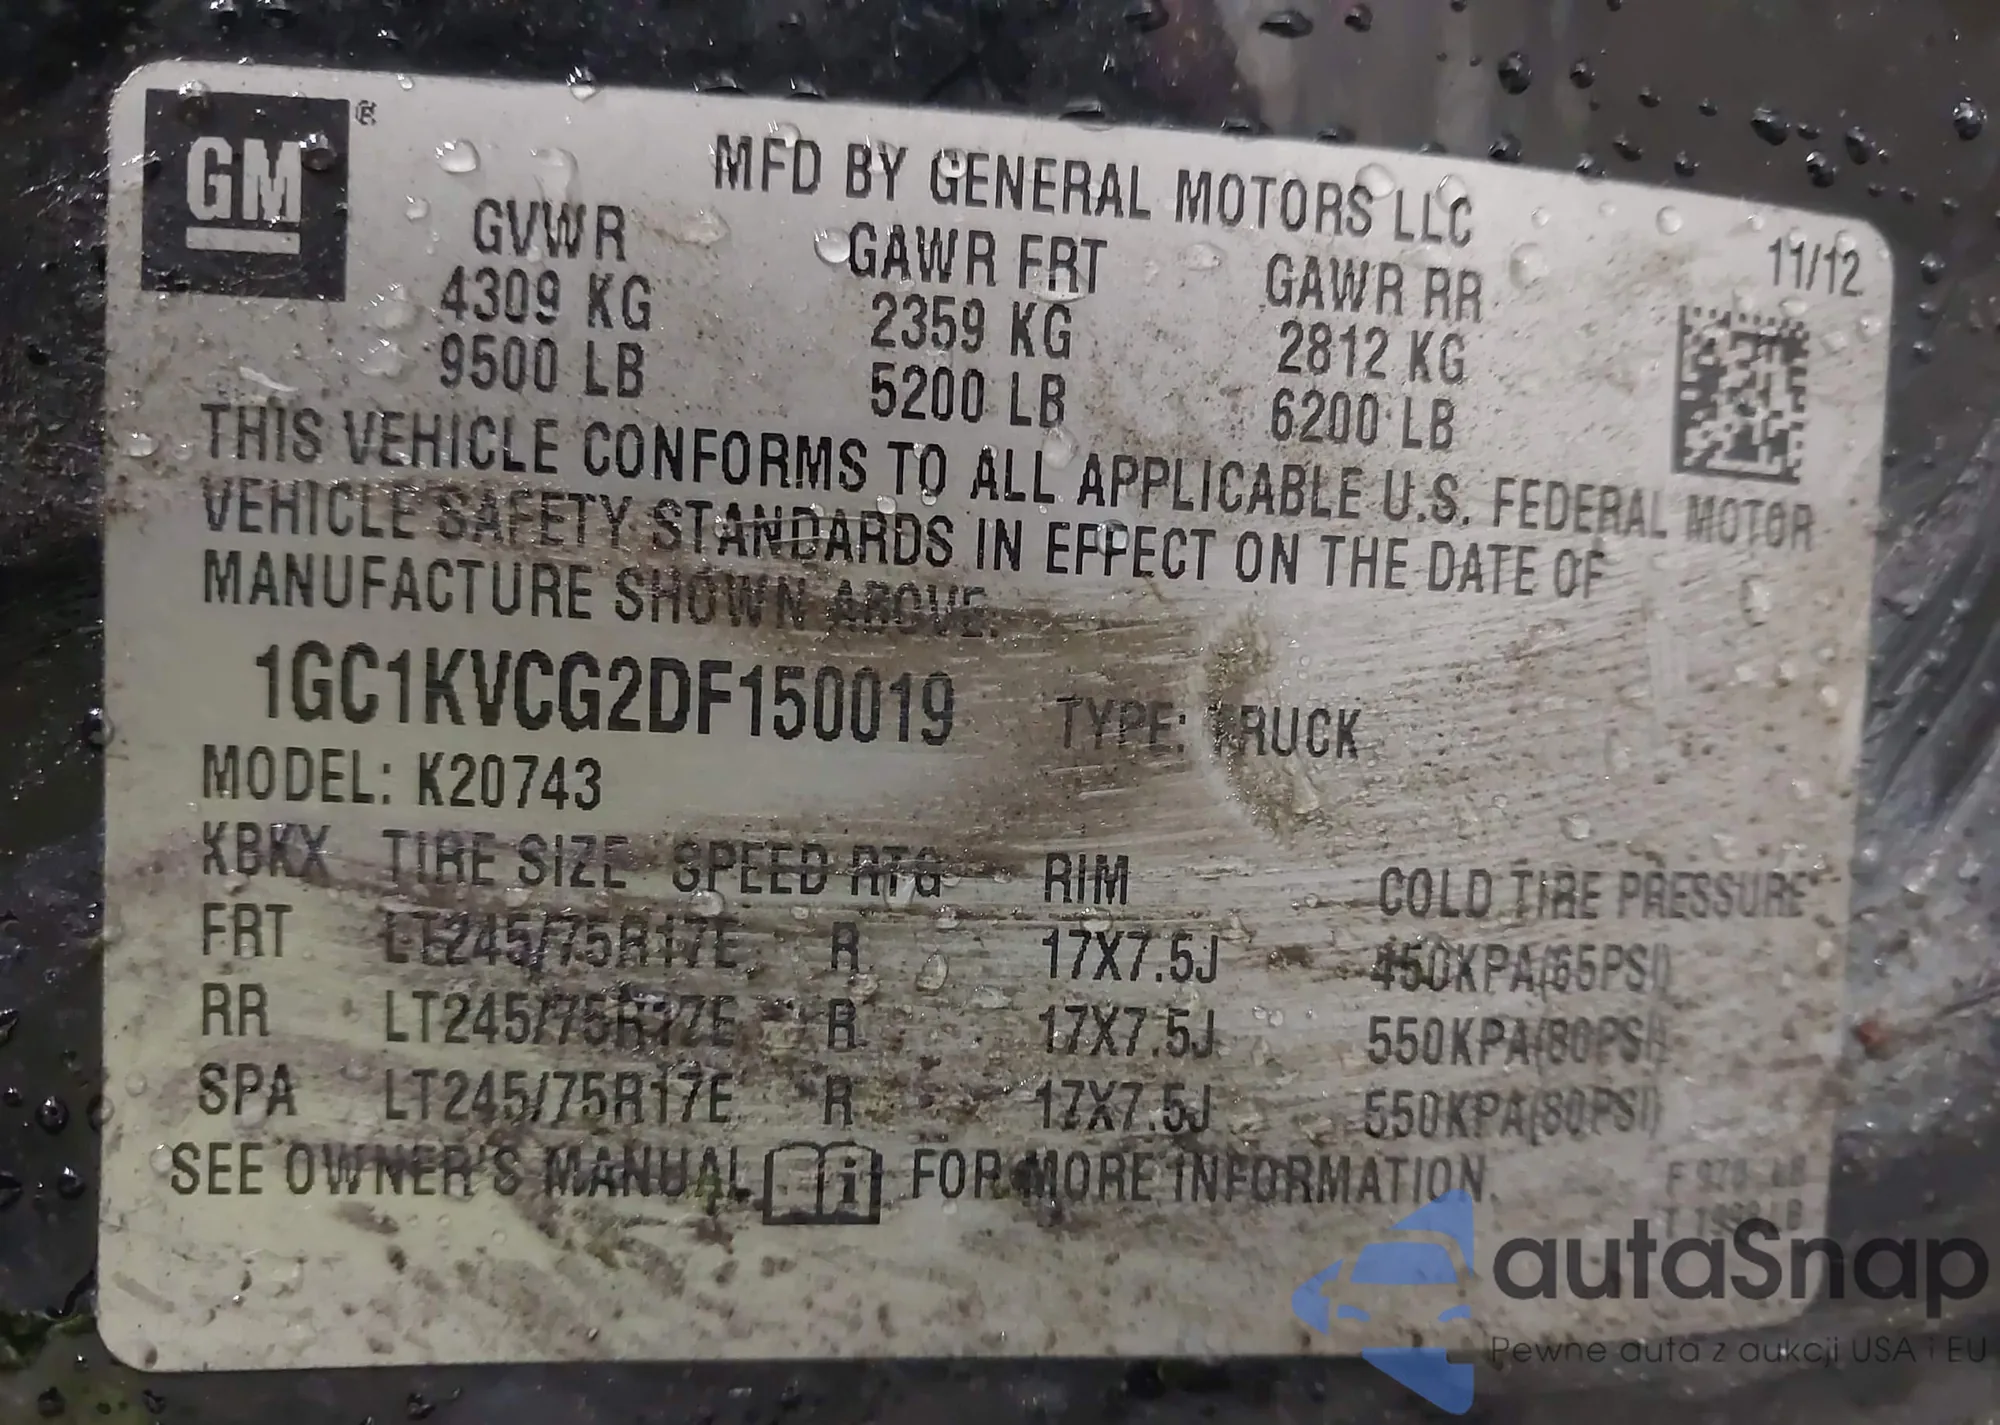 GM ®
MFD BY GENERAL MOTORS LLC
11/12
GVWR GAWR FRT GAWR RR
4309 KG 2359 KG 2812 KG
9500 LB 5200 LB 6200 LB
THIS VEHICLE CONFORMS TO ALL APPLICABLE U.S. FEDERAL MOTOR
VEHICLE SAFETY STANDARDS IN EFFECT ON THE DATE OF
MANUFACTURE SHOWN ABOVE.
1GC1KVCG2DF150019 TYPE: TRUCK
MODEL: K20743
KBKX TIRE SIZE SPEED RTG RIM COLD TIRE PRESSURE
FRT LT245/75R17E R 17X7.5J 450KPA(65PSI)
RR LT245/75R17E R 17X7.5J 550KPA(80PSI)
SPA LT245/75R17E R 17X7.5J 550KPA(80PSI)
SEE OWNER'S MANUAL i FOR MORE INFORMATION.
autaSnap
Pewne auta z aukcji USA i EU